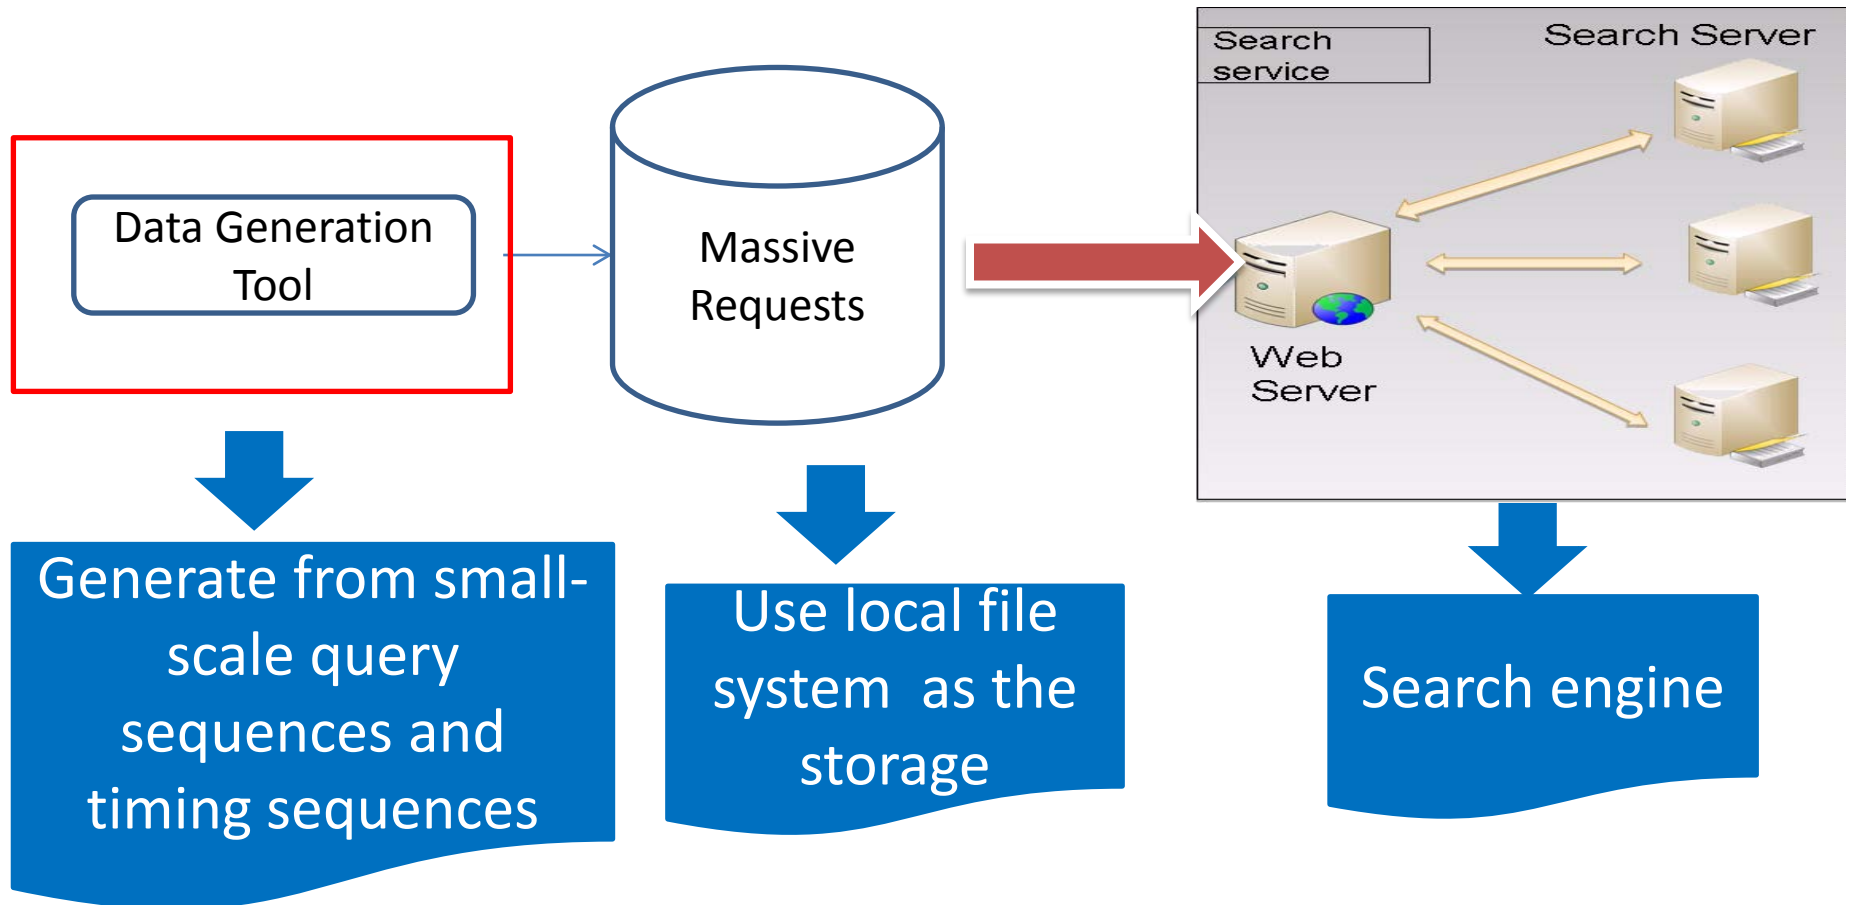 Data Generation
Tool
Massive
Requests
Search
service
Search Server
Web
Server
Generate from small-
scale query
sequences and
timing sequences
Use local file
system  as the
storage
Search engine